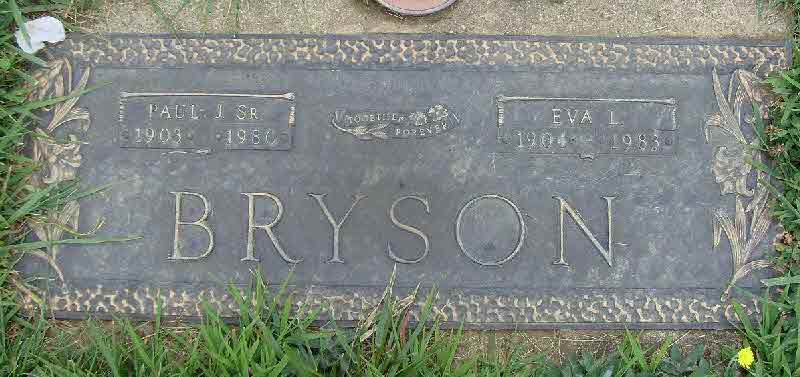 PAUL J. SR.
1903 1980
TOGETHER
FOREVER
EVA L.
1904 1983
BRYSON